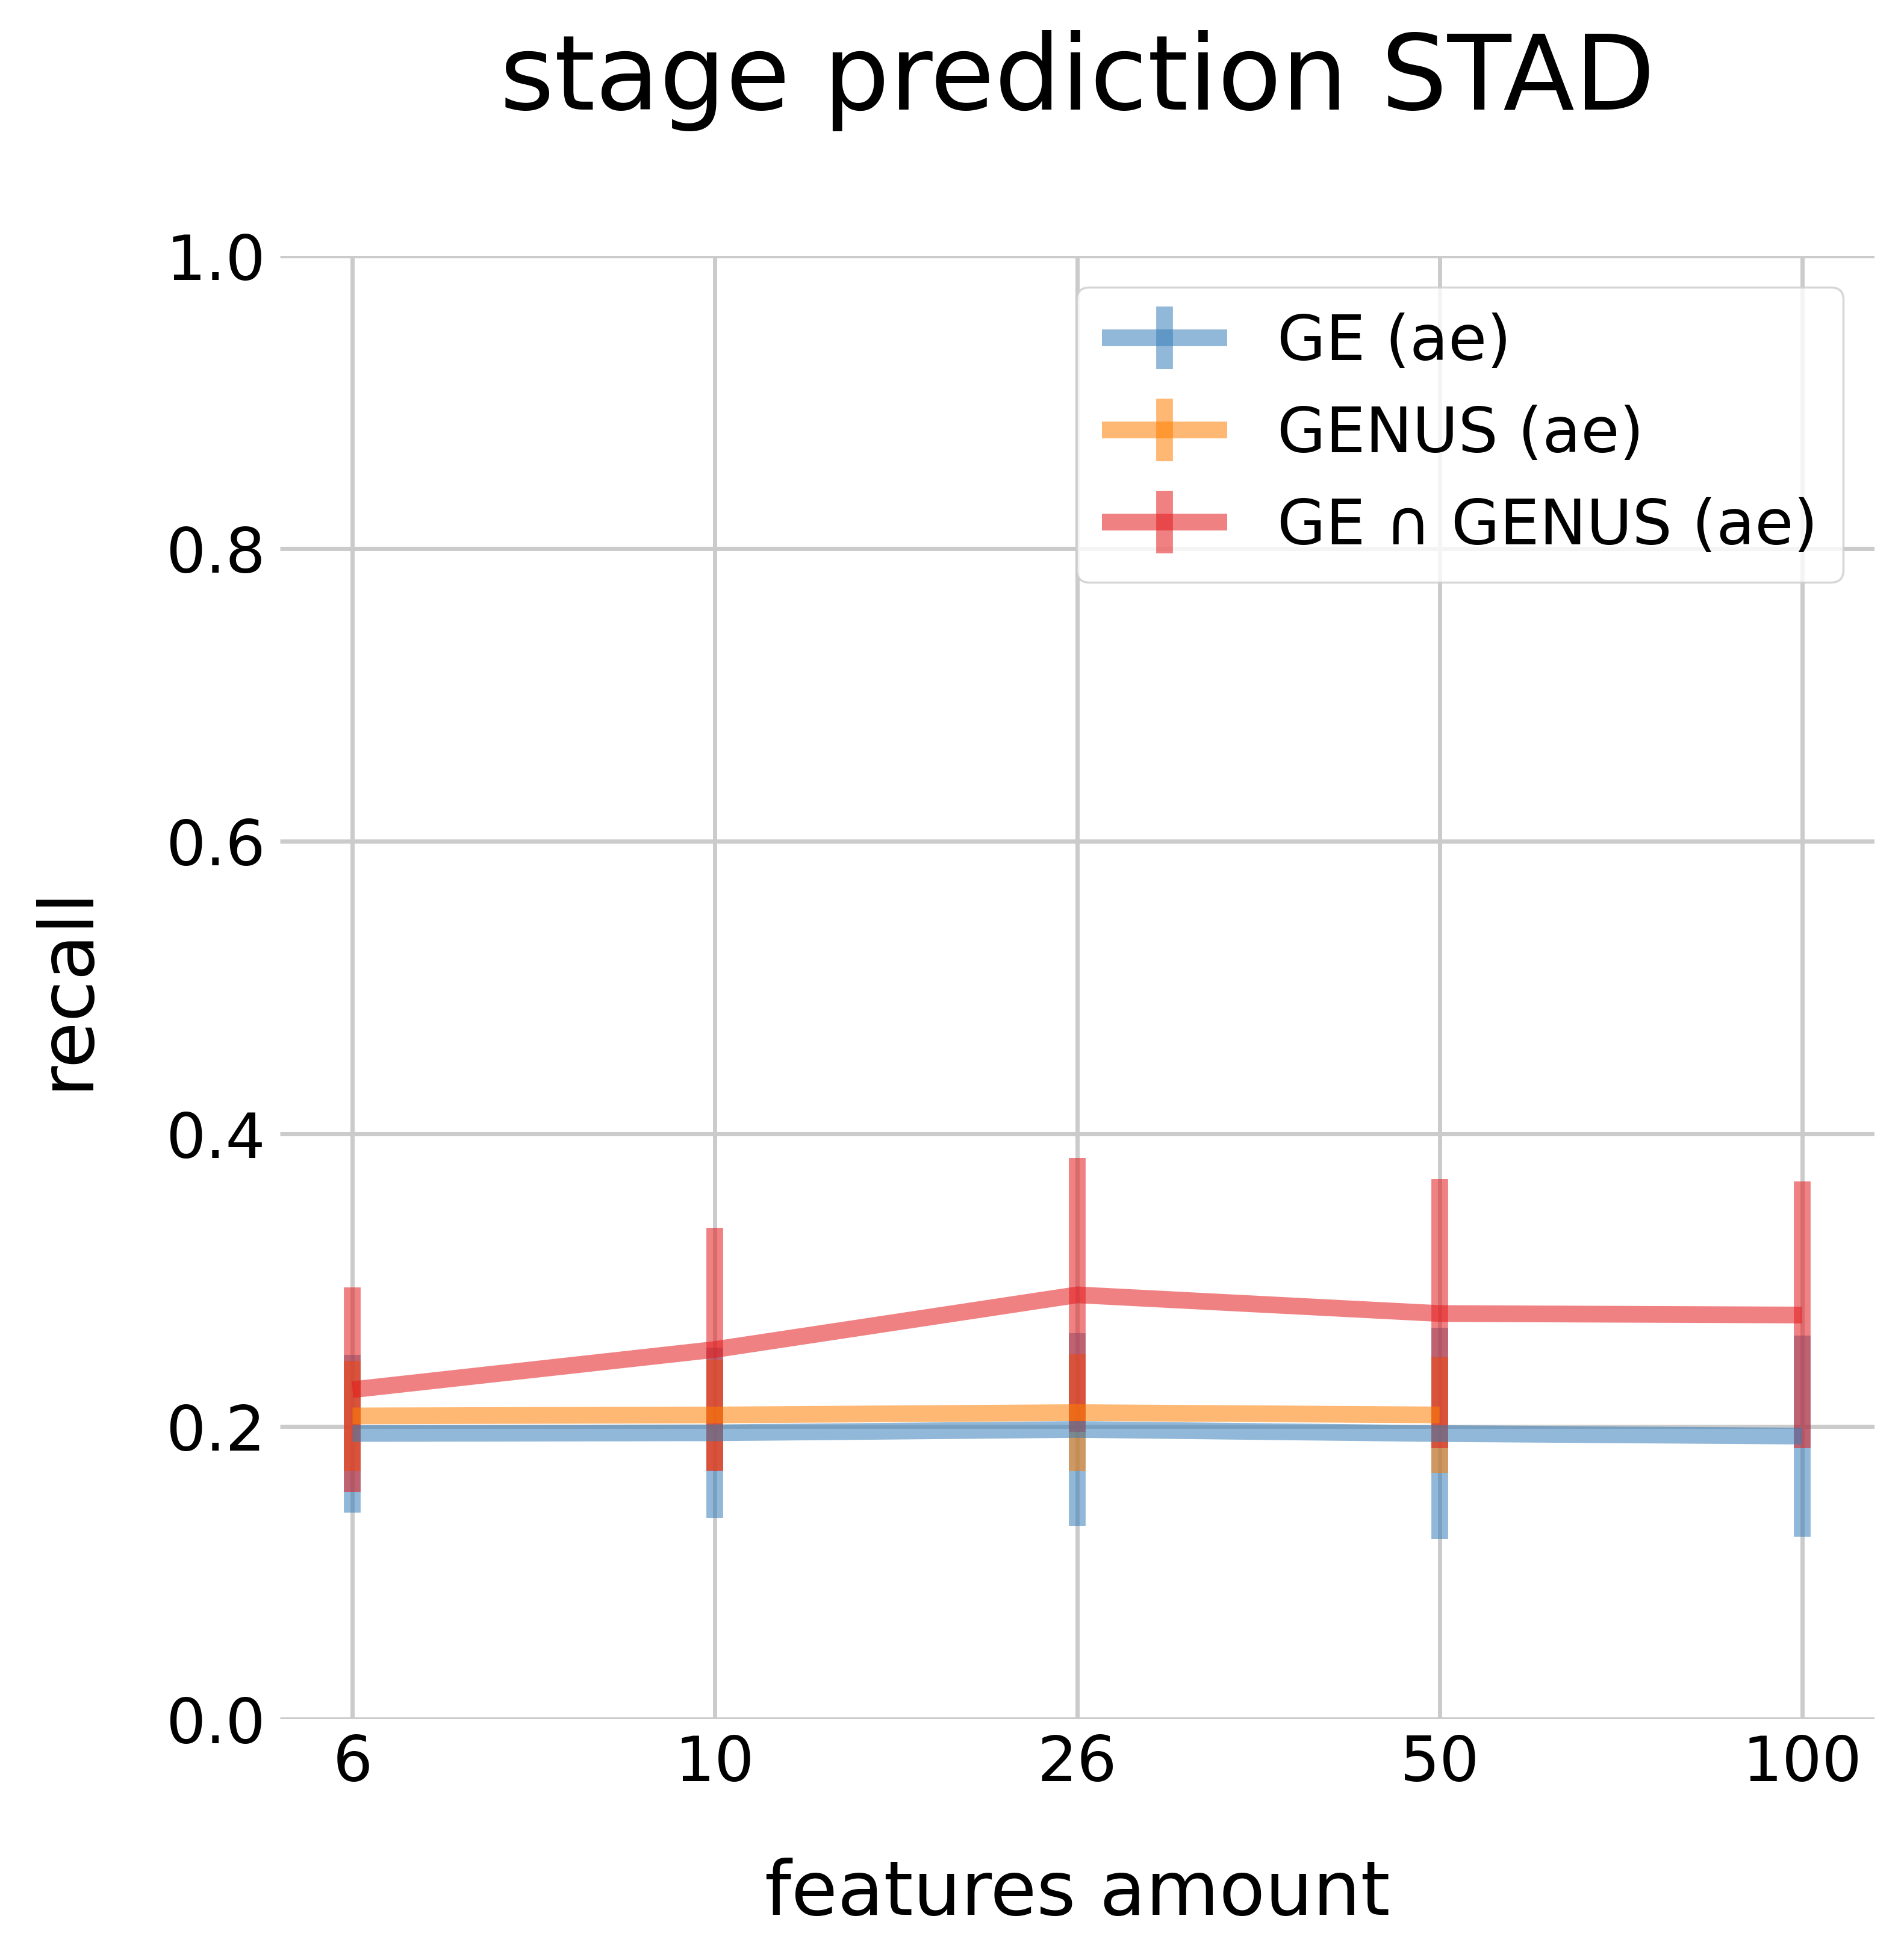 stage prediction STAD
1.0
0.8
0.6
0.4
0.2
0.0
recall
GE (ae)
GENUS (ae)
GE ∩ GENUS (ae)
6 10 26 50 100
features amount